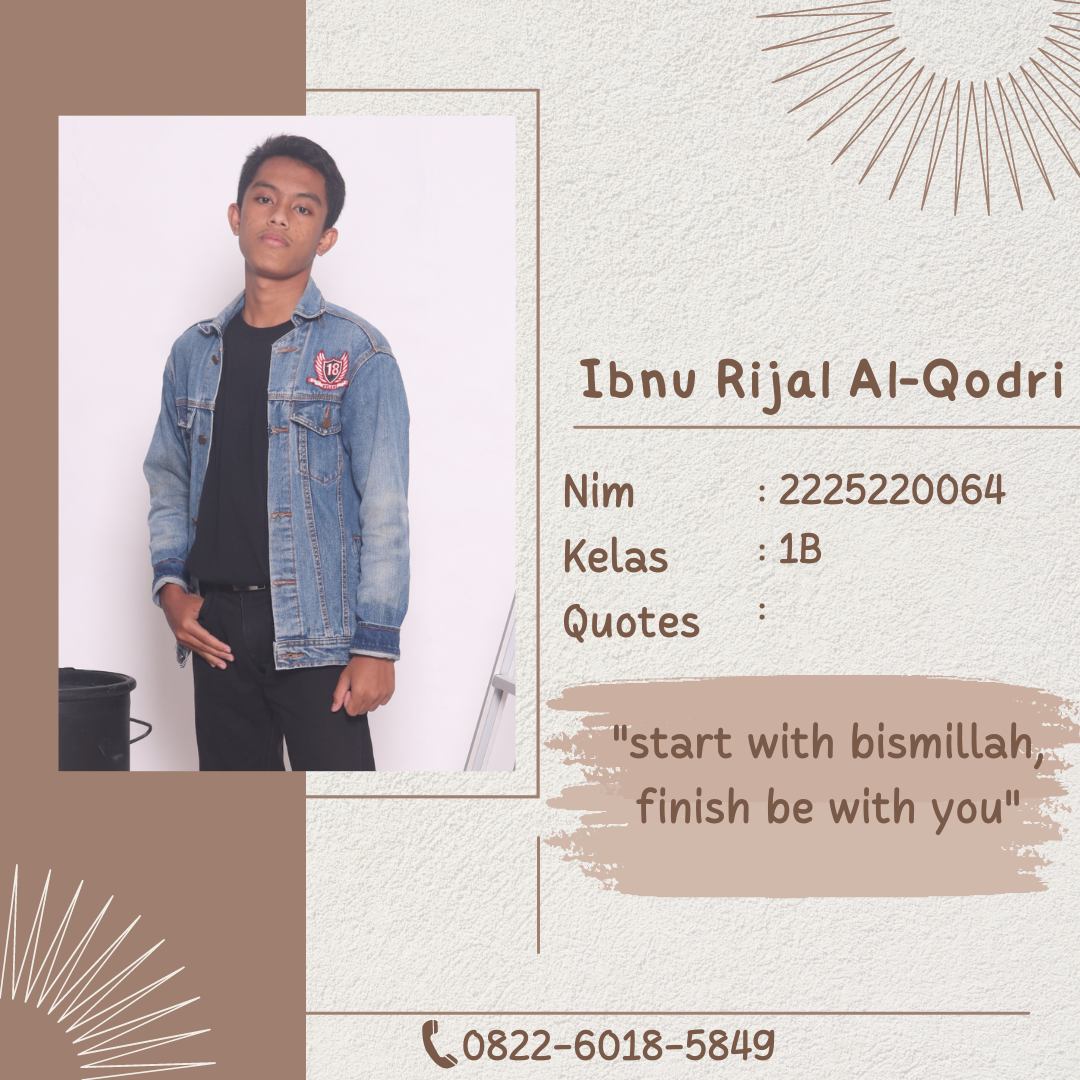 18
Ibnu Rijal Al-Qodri
Nim : 2225220064
Kelas : 1B
Quotes :
"start with bismillah,
finish be with you"
0822-6018-5849